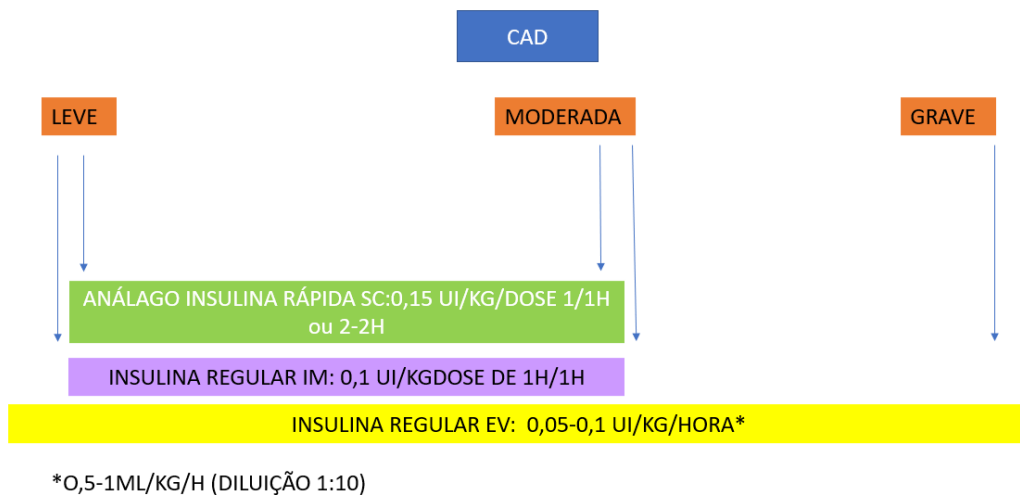 CAD
LEVE
MODERADA
GRAVE
ANÁLAGO INSULINA RÁPIDA SC:0,15 UI/KG/DOSE 1/1H
ou 2-2H
INSULINA REGULAR IM: 0,1 UI/KGDOSE DE 1H/1H
INSULINA REGULAR EV: 0,05-0,1 UI/KG/HORA*
*O,5-1ML/KG/H (DILUIÇÃO 1:10)